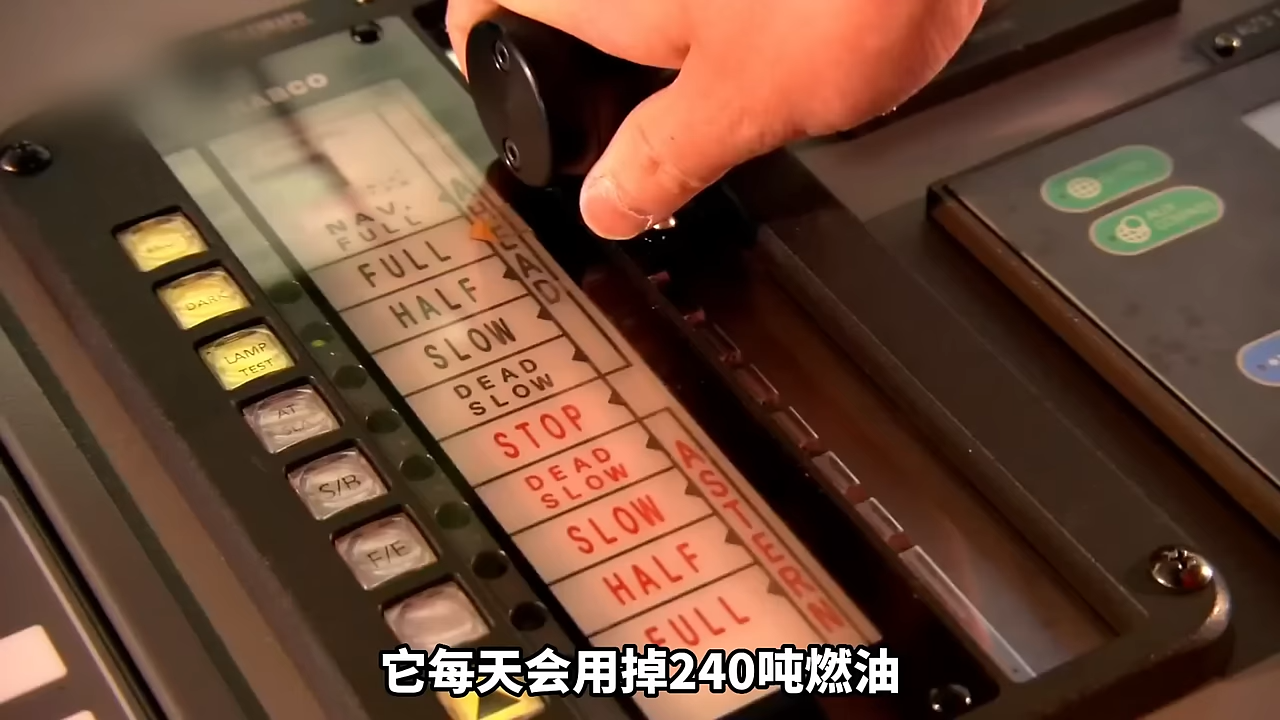 NAV.
FULL
FULL
HALF
SLOW
DEAD
SLOW
STOP
DEAD
SLOW
SLOW
HALF
FULL
AHEAD
ASTERN
DARK
LAMP
TEST
S/B
F/E
它每天会用掉240吨燃油